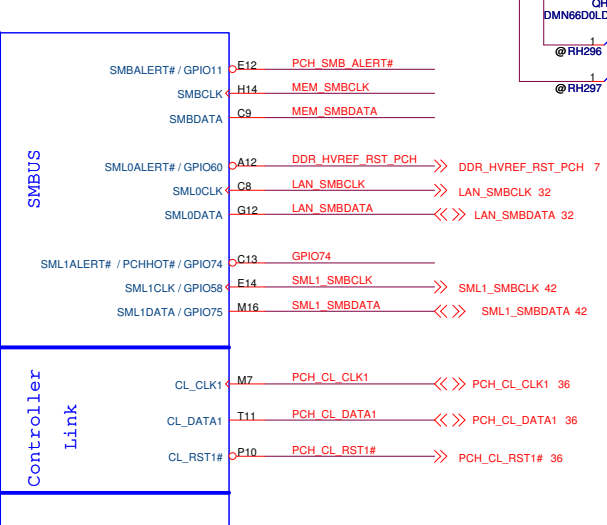 QH
DMN66D0LD
1
@ RH296
1
@ RH297
SMBUS
SMBALERT# / GPIO11 E12 PCH_SMB_ALERT#
SMBCLK H14 MEM_SMBCLK
SMBDATA C9 MEM_SMBDATA
SML0ALERT# / GPIO60 A12 DDR_HVREF_RST_PCH DDR_HVREF_RST_PCH 7
SML0CLK C8 LAN_SMBCLK LAN_SMBCLK 32
SML0DATA G12 LAN_SMBDATA LAN_SMBDATA 32
SML1ALERT# / PCHHOT# / GPIO74 C13 GPIO74
SML1CLK / GPIO58 E14 SML1_SMBCLK SML1_SMBCLK 42
SML1DATA / GPIO75 M16 SML1_SMBDATA SML1_SMBDATA 42
Controller
Link
CL_CLK1 M7 PCH_CL_CLK1 PCH_CL_CLK1 36
CL_DATA1 T11 PCH_CL_DATA1 PCH_CL_DATA1 36
CL_RST1# P10 PCH_CL_RST1# PCH_CL_RST1# 36